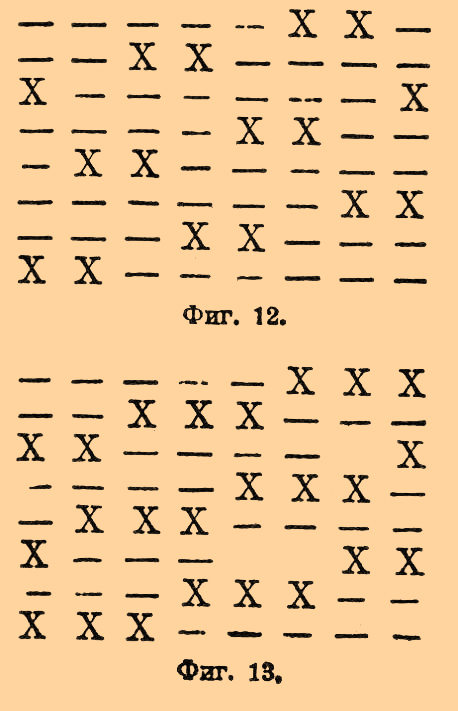 — — — — — X X —
— — X X — — — —
X — — — — — — X
— — — — X X — —
— X X — — — — —
— — — — — — X X
— — — X X — — —
X X — — — — — —
Фиг. 12.
— — — — — X X X
— — X X X — — —
X X — — — — X
— — — — X X X —
— X X X — — — —
X — — — X X
— — — X X X — —
X X X — — — — —
Фиг. 13.